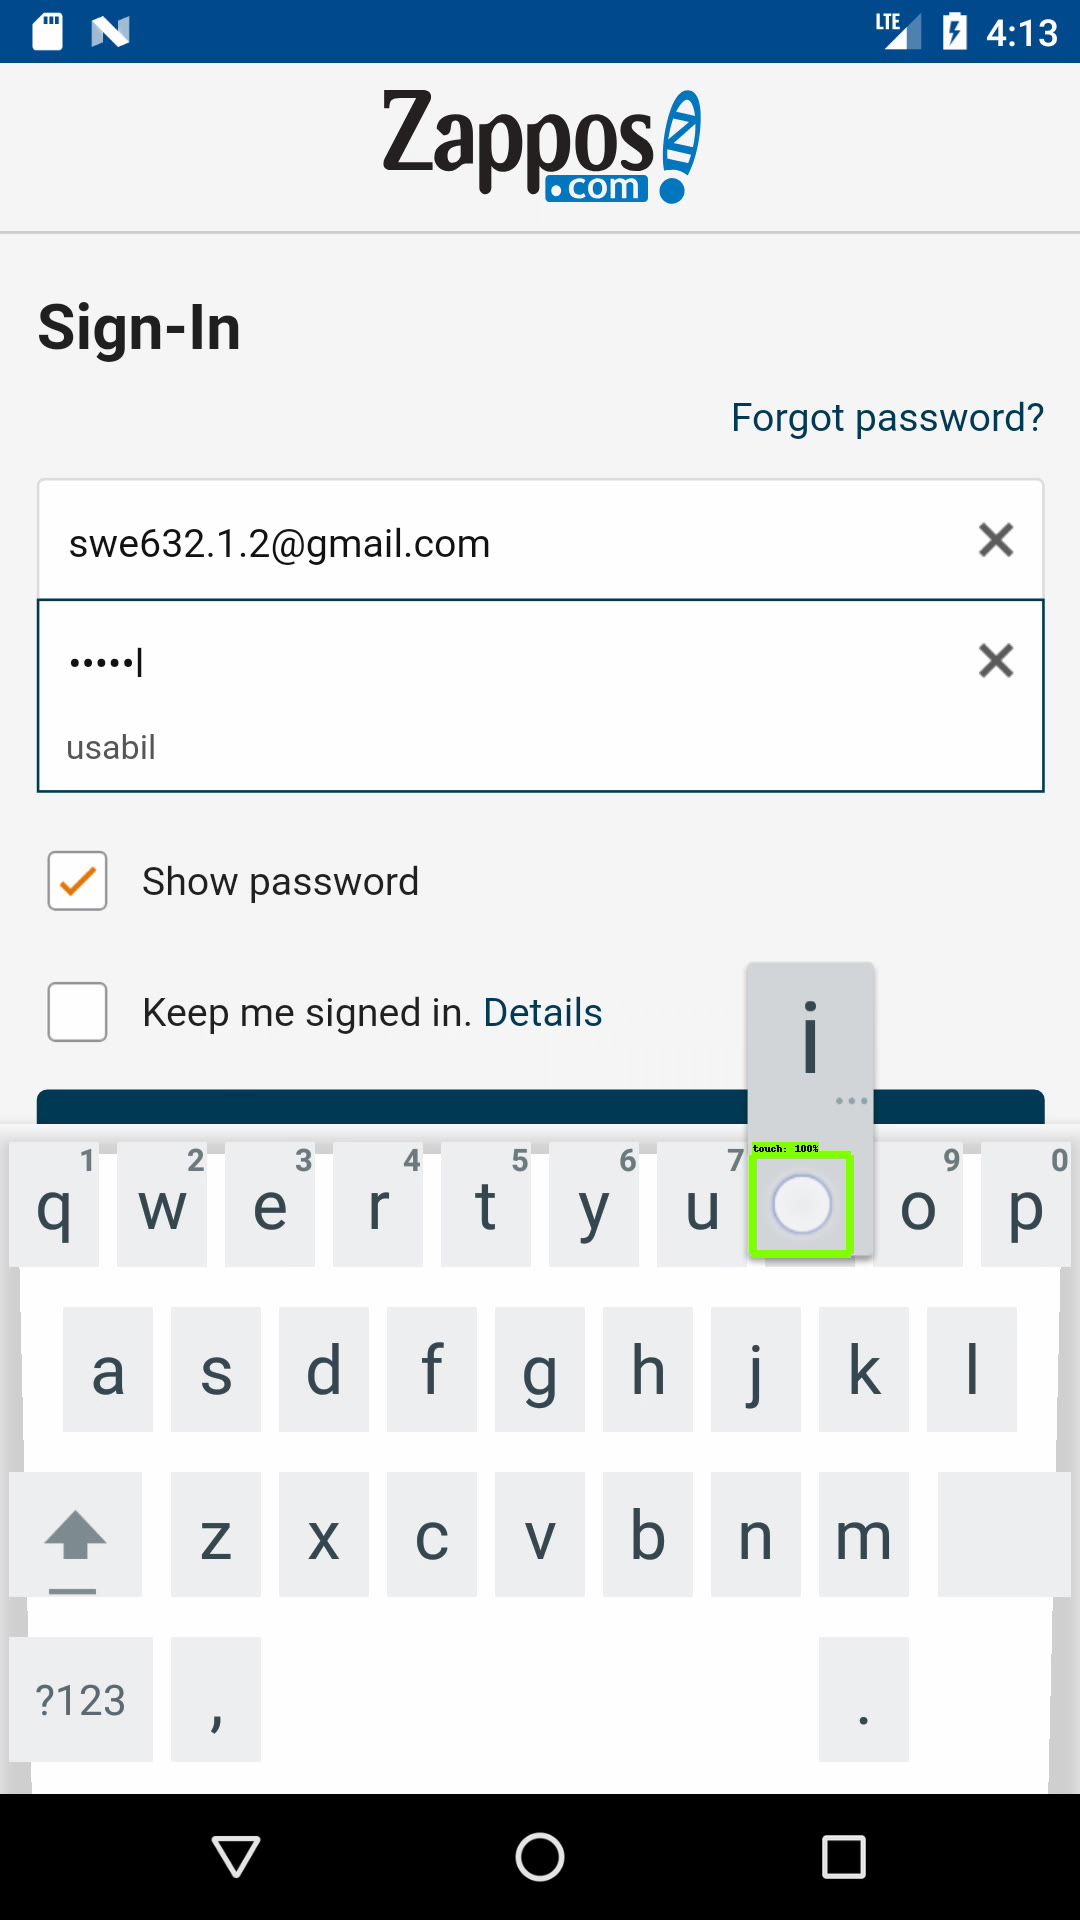 LTE 4:13
Zappos
.com
Sign-In
Forgot password?
swe632.1.2@gmail.com
•••••
usabil
Show password
Keep me signed in. Details
i
...
touch: 100%
1 2 3 4 5 6 7 9 0
q w e r t y u o p
a s d f g h j k l
z x c v b n m
?123 , .